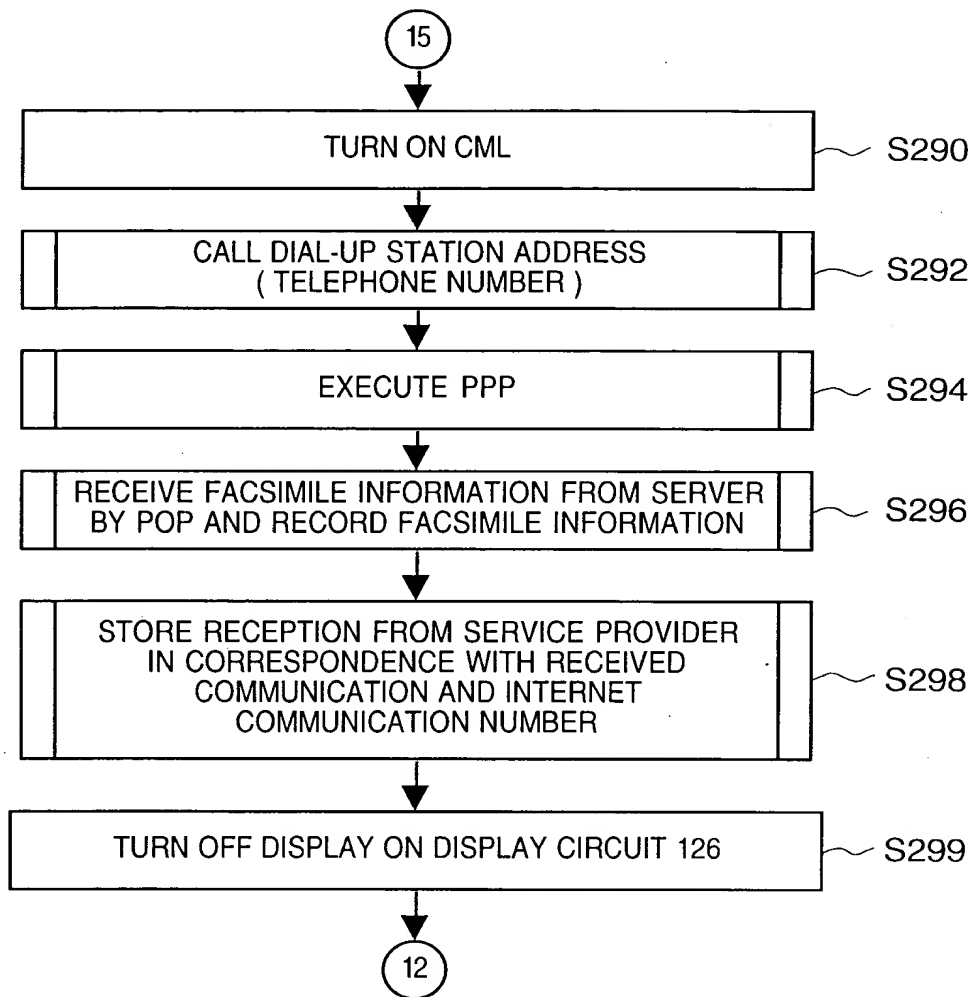 15
TURN ON CML
S290
CALL DIAL-UP STATION ADDRESS
( TELEPHONE NUMBER )
S292
EXECUTE PPP
S294
RECEIVE FACSIMILE INFORMATION FROM SERVER
BY POP AND RECORD FACSIMILE INFORMATION
S296
STORE RECEPTION FROM SERVICE PROVIDER
IN CORRESPONDENCE WITH RECEIVED
COMMUNICATION AND INTERNET
COMMUNICATION NUMBER
S298
TURN OFF DISPLAY ON DISPLAY CIRCUIT 126
S299
12